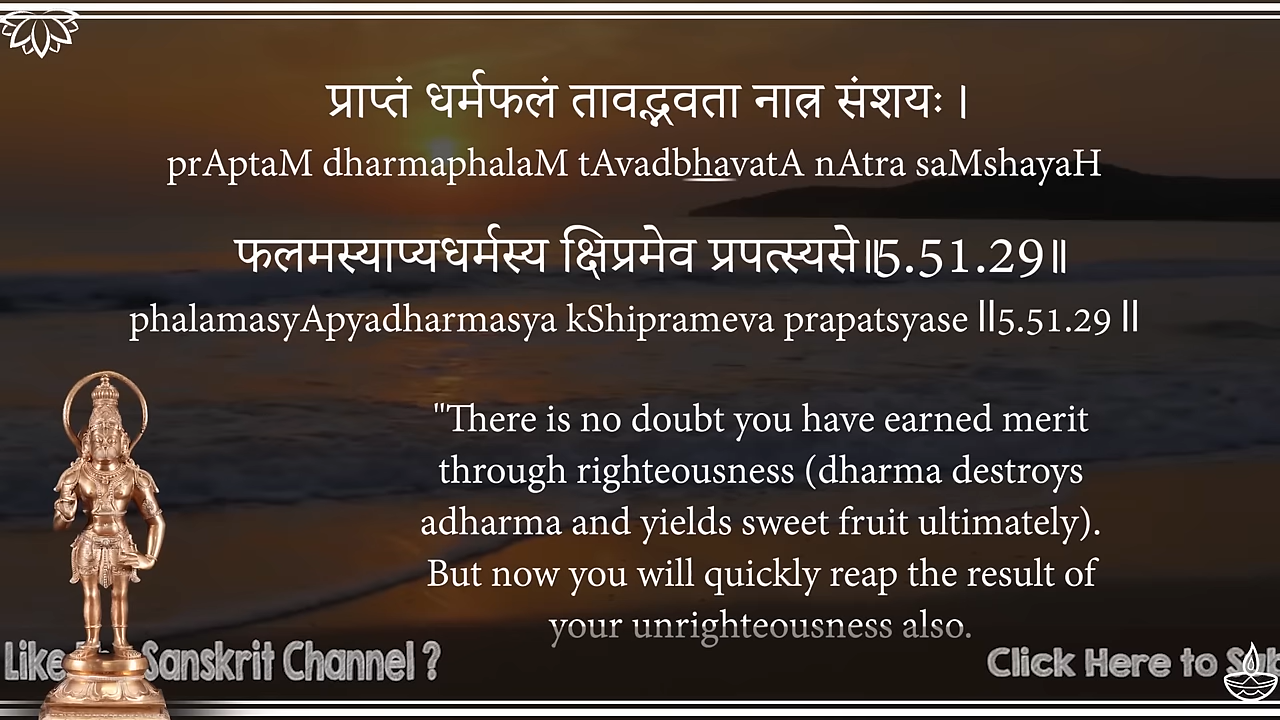 प्राप्तं धर्मफलं तावद्भवता नात्र संशयः ।
prAptaM dharmaphalaM tAvadbhavatA nAtra saMshayaH
फलमस्याप्यधर्मस्य क्षिप्रमेव प्रपत्स्यसे॥5.51.29॥
phalamasyApyadharmasya kShiprameva prapatsyase ॥5.51.29 ॥
"There is no doubt you have earned merit
through righteousness (dharma destroys
adharma and yields sweet fruit ultimately).
But now you will quickly reap the result of
your unrighteousness also.
Like Sanskrit Channel ?
Click Here to